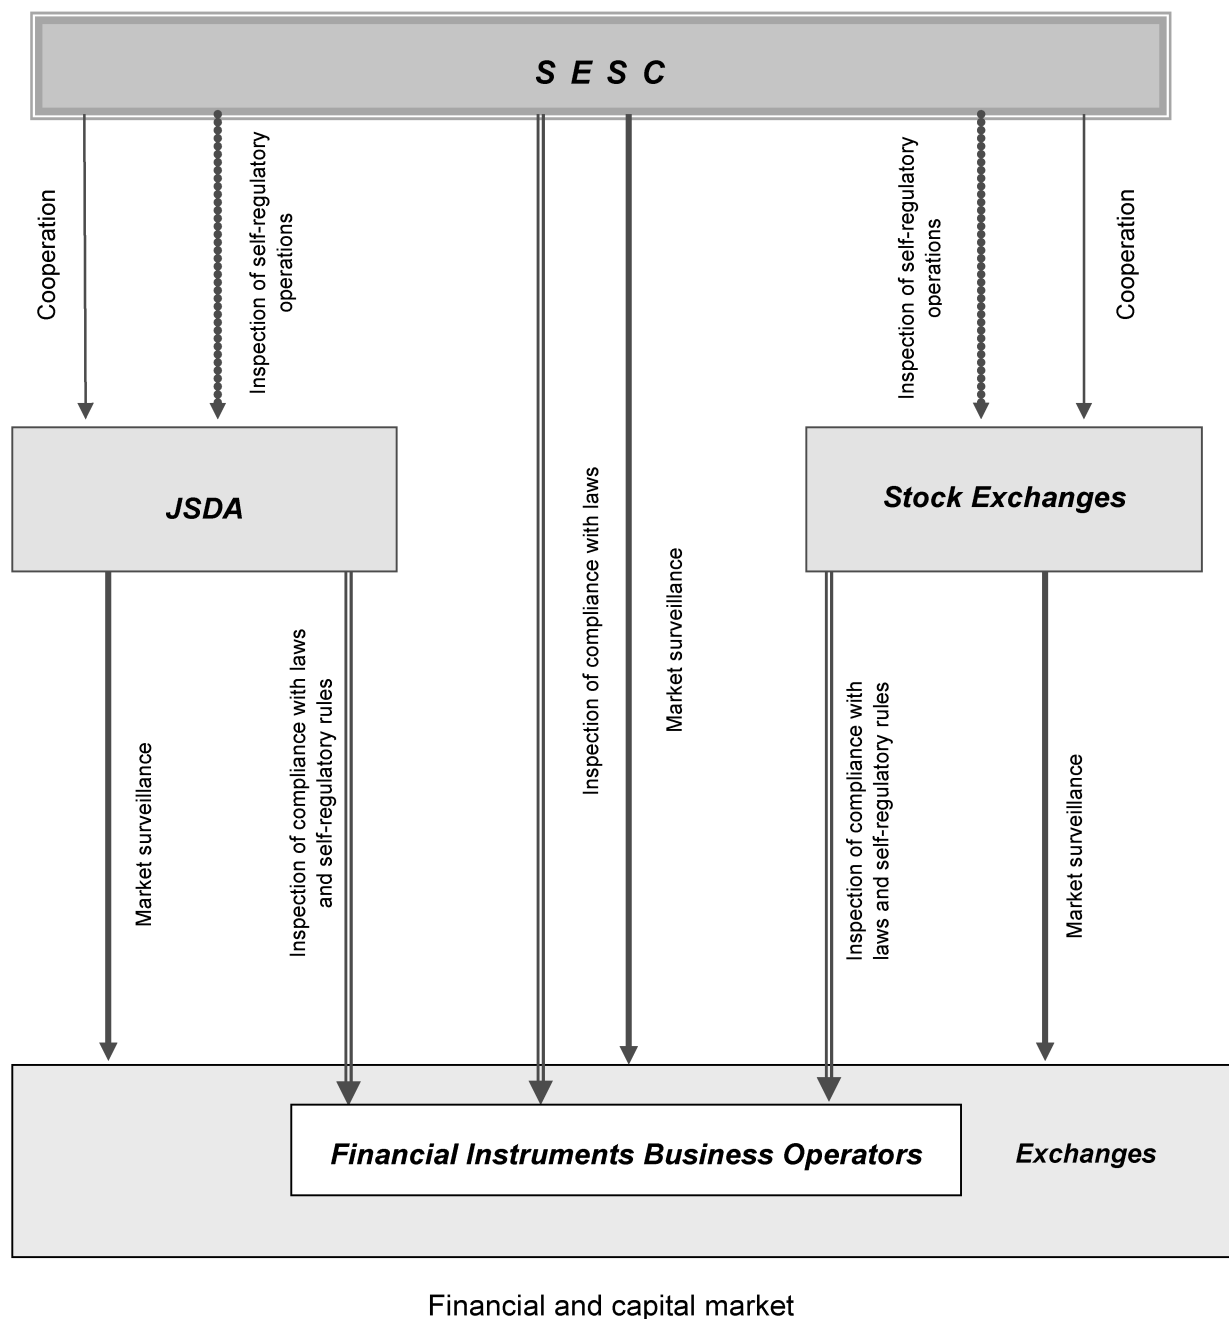 S E S C
Cooperation
Inspection of self-regulatory
operations
Inspection of self-regulatory
operations
Cooperation
JSDA
Stock Exchanges
Inspection of compliance with laws
Market surveillance
Market surveillance
Inspection of compliance with laws
and self-regulatory rules
Inspection of compliance with
laws and self-regulatory rules
Market surveillance
Financial Instruments Business Operators
Exchanges
Financial and capital market